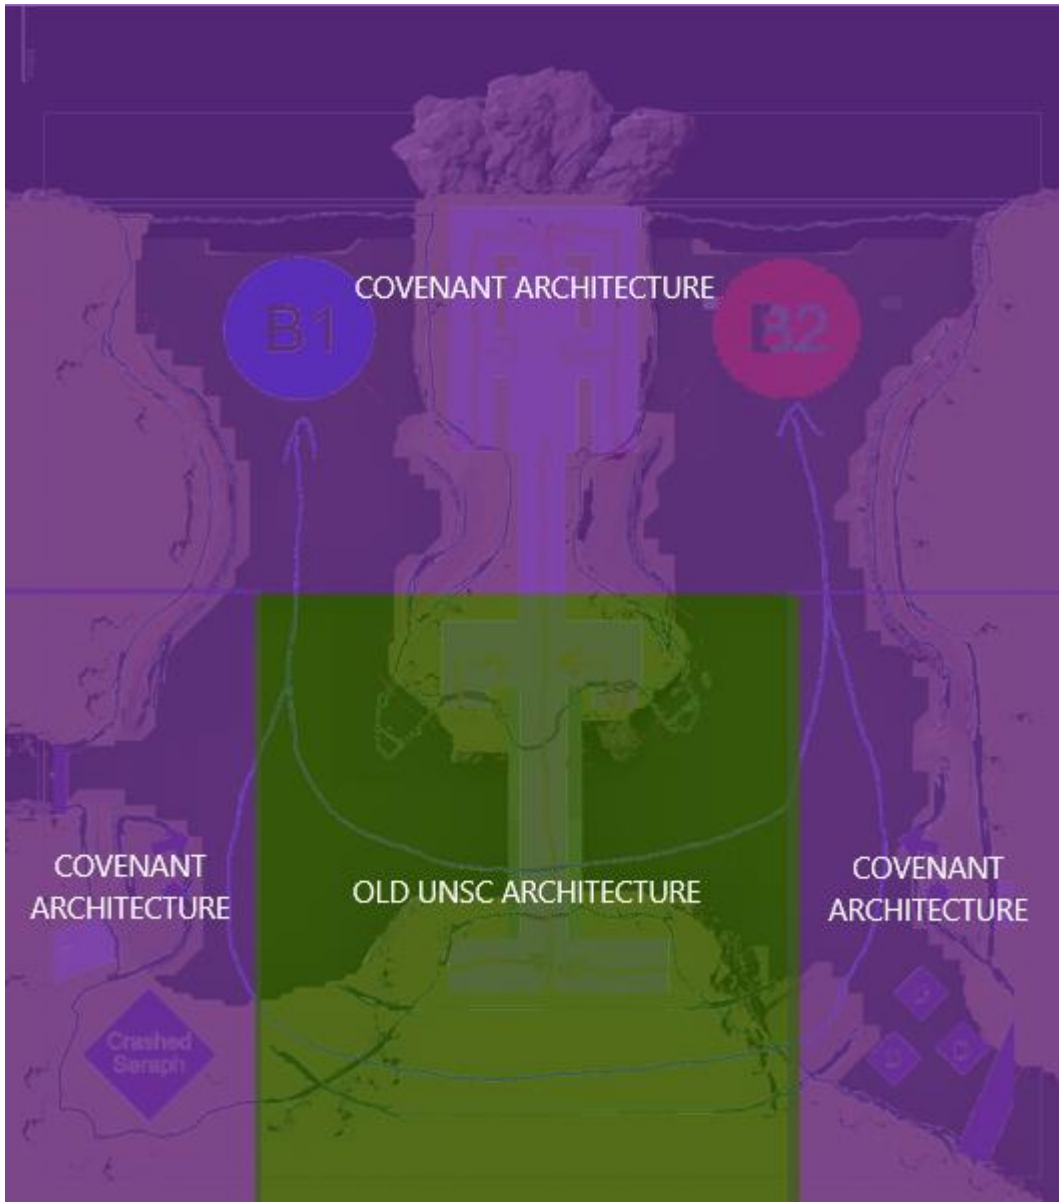 COVENANT ARCHITECTURE
B1
B2
COVENANT
ARCHITECTURE
OLD UNSC ARCHITECTURE
COVENANT
ARCHITECTURE
Crashed
Seraph